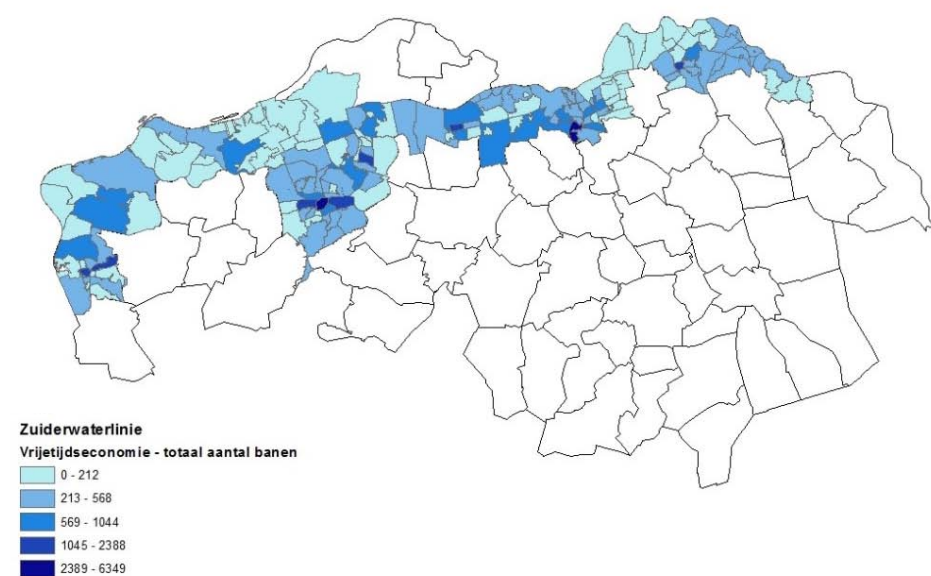 Zuiderwaterlinie
Vrijetijdseconomie - totaal aantal banen
0 - 212
213 - 568
569 - 1044
1045 - 2388
2389 - 6349